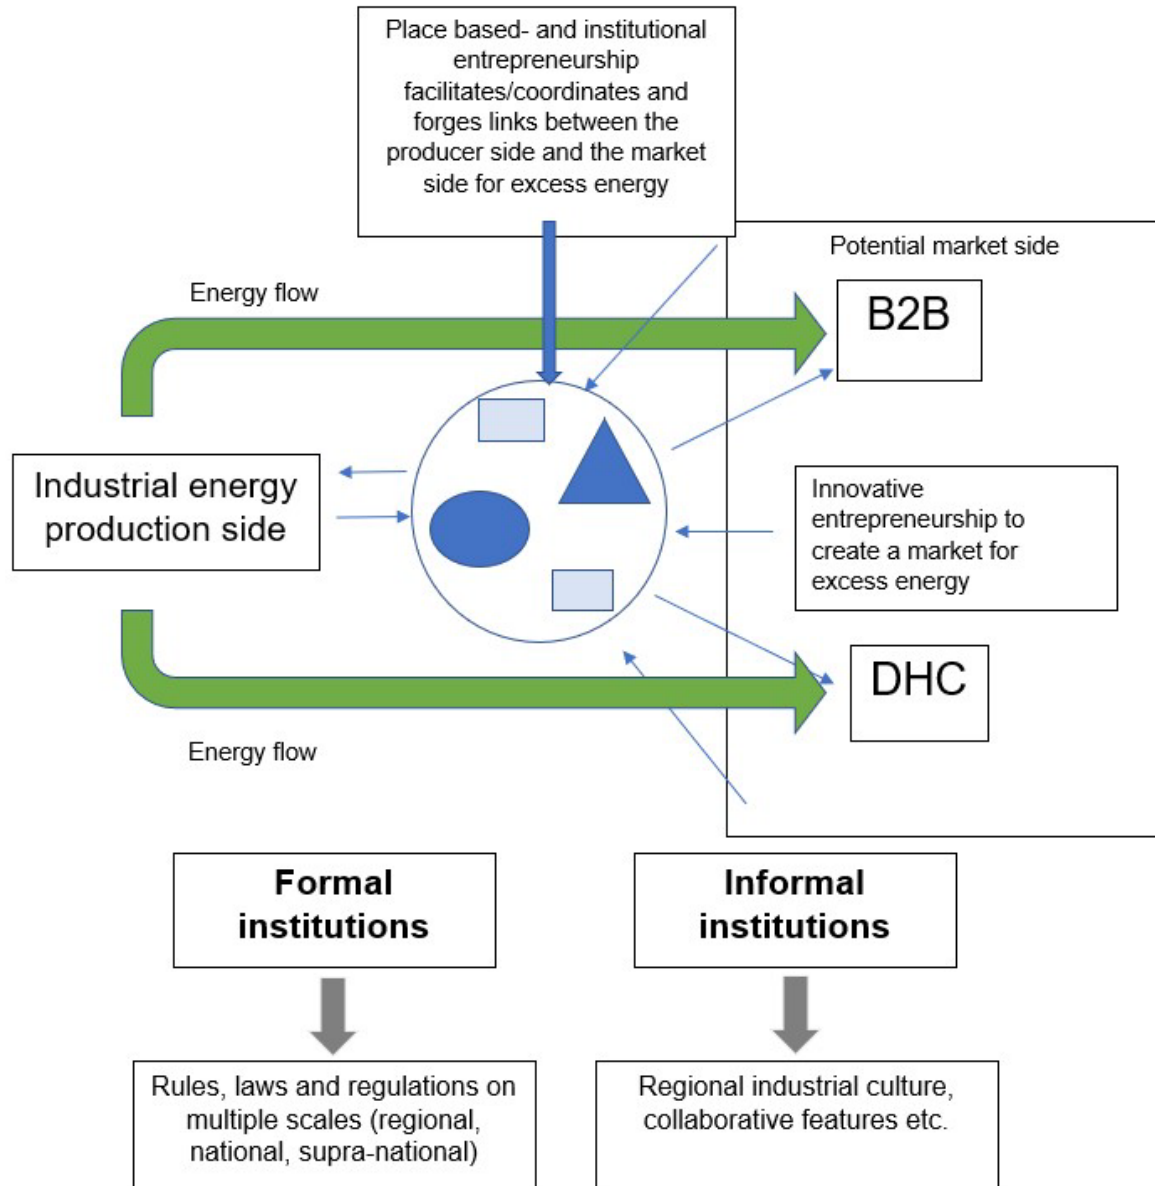 Place based- and institutional
entrepreneurship
facilitates/coordinates and
forges links between the
producer side and the market
side for excess energy
Potential market side
Energy flow
B2B
Industrial energy
production side
Innovative
entrepreneurship to
create a market for
excess energy
DHC
Energy flow
Formal
institutions
Informal
institutions
Rules, laws and regulations on
multiple scales (regional,
national, supra-national)
Regional industrial culture,
collaborative features etc.